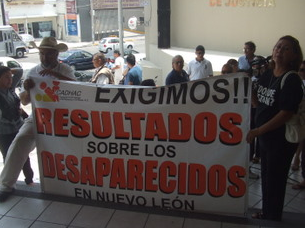 DE JUSTICIA
CADHAC
EXIGIMOS!!
RESULTADOS
SOBRE LOS
DESAPARECIDOS
EN NUEVO LEÓN